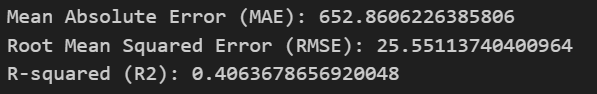 Mean Absolute Error (MAE): 652.8606226385806
Root Mean Squared Error (RMSE): 25.55113740400964
R-squared (R2): 0.4063678656920048